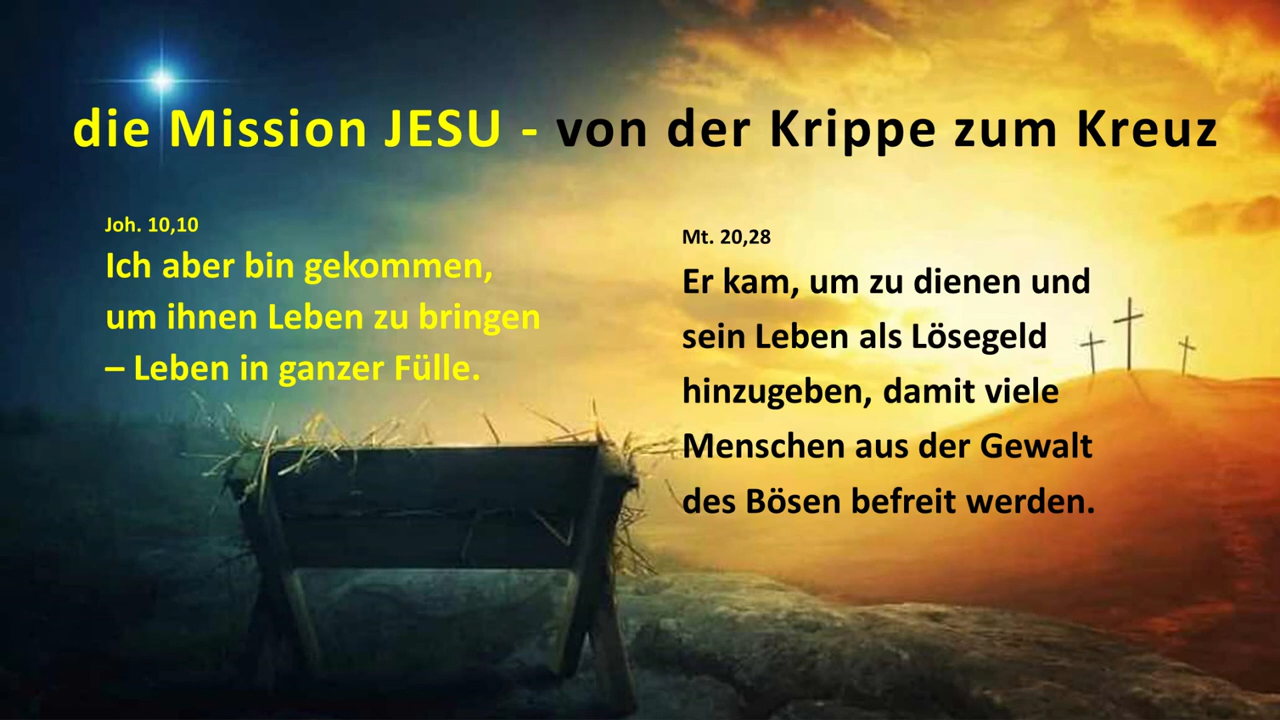 die Mission JESU - von der Krippe zum Kreuz
Joh. 10,10
Ich aber bin gekommen,
um ihnen Leben zu bringen
– Leben in ganzer Fülle.
Mt. 20,28
Er kam, um zu dienen und
sein Leben als Lösegeld
hinzugeben, damit viele
Menschen aus der Gewalt
des Bösen befreit werden.